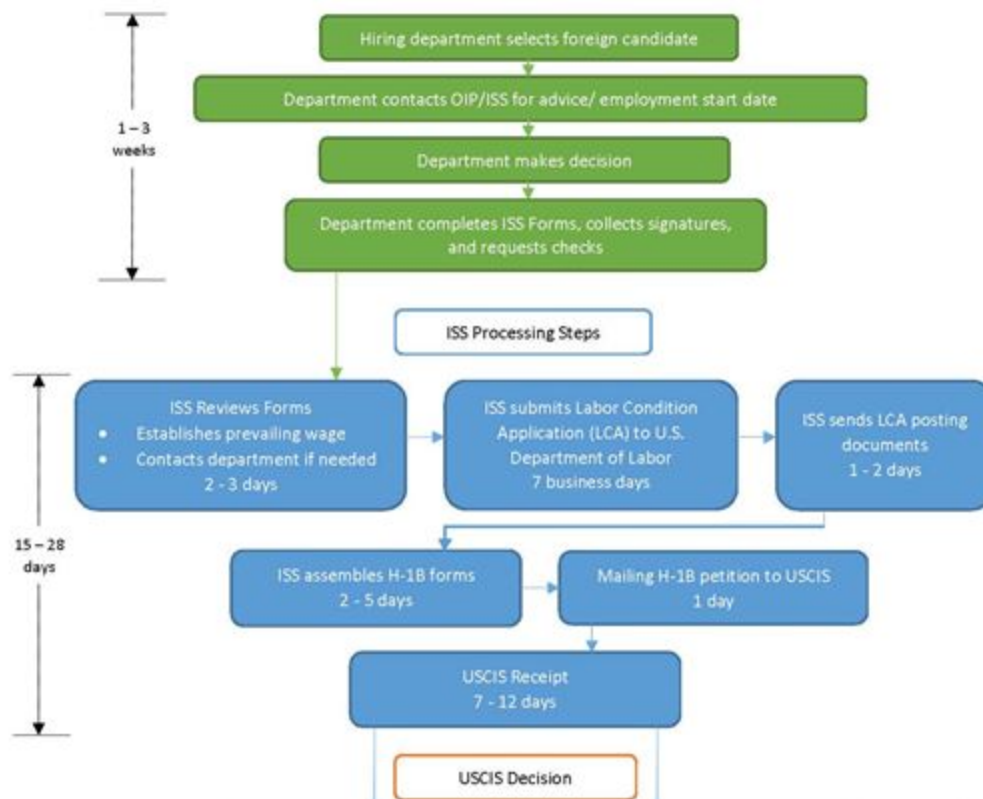 Hiring department selects foreign candidate
Department contacts OIP/ISS for advice/ employment start date
1 – 3
weeks
Department makes decision
Department completes ISS Forms, collects signatures,
and requests checks
ISS Processing Steps
ISS Reviews Forms
• Establishes prevailing wage
• Contacts department if needed
2 - 3 days
ISS submits Labor Condition
Application (LCA) to U.S.
Department of Labor
7 business days
ISS sends LCA posting
documents
1 - 2 days
15 – 28
days
ISS assembles H-1B forms
2 - 5 days
Mailing H-1B petition to USCIS
1 day
USCIS Receipt
7 - 12 days
USCIS Decision